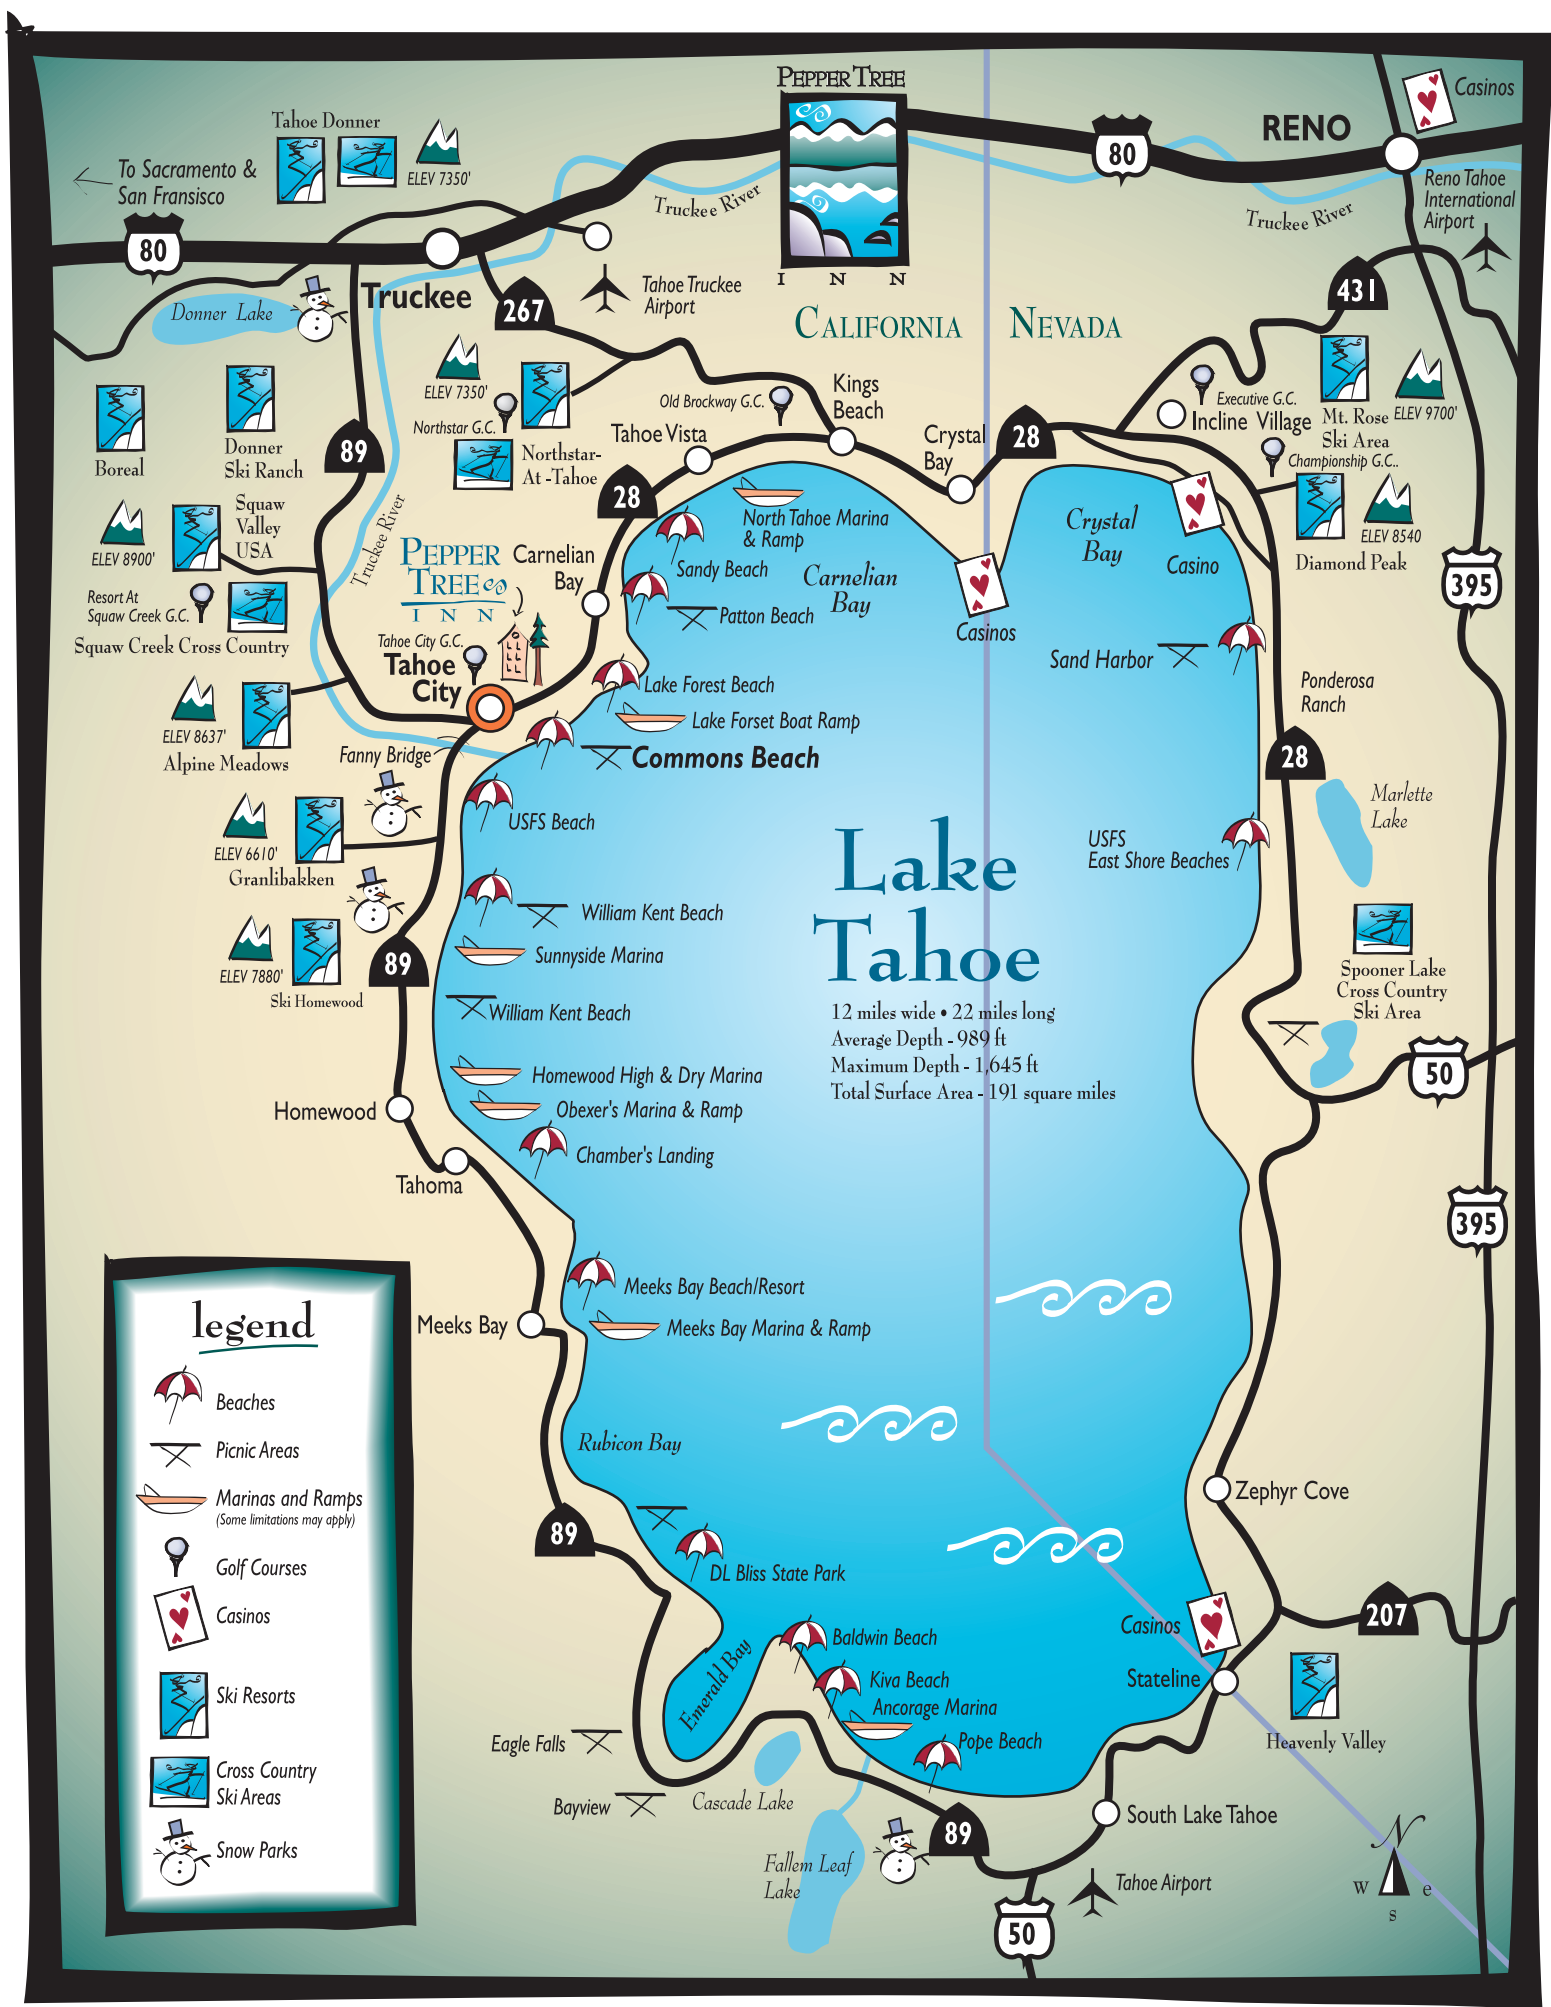 PEPPER TREE
I N N
Casinos
RENO
80
Tahoe Donner
ELEV 7350'
To Sacramento &
San Fransisco
80
Truckee River
Truckee River
Reno Tahoe
International
Airport
431
Donner Lake
Truckee
267
Tahoe Truckee
Airport
CALIFORNIA
NEVADA
ELEV 7350'
Northstar G.C.
Northstar-
At -Tahoe
Old Brockway G.C.
Kings
Beach
Tahoe Vista
Crystal
Bay
28
28
Executive G.C.
Incline Village
Championship G.C..
Mt. Rose
Ski Area
ELEV 9700'
ELEV 8540
Diamond Peak
395
Boreal
Donner
Ski Ranch
89
Squaw
Valley
USA
ELEV 8900'
Resort At
Squaw Creek G.C.
Squaw Creek Cross Country
Truckee River
PEPPER
TREE
I N N
Carnelian
Bay
Tahoe City G.C.
Tahoe
City
ELEV 8637'
Alpine Meadows
Fanny Bridge
North Tahoe Marina
& Ramp
Sandy Beach
Carnelian
Bay
Patton Beach
Crystal
Bay
Casino
Casinos
Sand Harbor
Lake Forest Beach
Lake Forset Boat Ramp
Commons Beach
Ponderosa
Ranch
28
Marlette
Lake
ELEV 6610'
Granlibakken
USFS Beach
USFS
East Shore Beaches
Lake
Tahoe
12 miles wide • 22 miles long
Average Depth - 989 ft
Maximum Depth - 1,645 ft
Total Surface Area - 191 square miles
William Kent Beach
Sunnyside Marina
William Kent Beach
ELEV 7880'
Ski Homewood
89
Spooner Lake
Cross Country
Ski Area
50
Homewood High & Dry Marina
Obexer's Marina & Ramp
Chamber's Landing
Homewood
Tahoma
395
Meeks Bay Beach/Resort
Meeks Bay Marina & Ramp
Meeks Bay
Rubicon Bay
89
DL Bliss State Park
Zephyr Cove
207
Casinos
Stateline
Heavenly Valley
Baldwin Beach
Kiva Beach
Ancorage Marina
Pope Beach
Emerald Bay
Eagle Falls
Bayview
Cascade Lake
Fallem Leaf
Lake
89
South Lake Tahoe
Tahoe Airport
50
N
w
e
s
legend
Beaches
Picnic Areas
Marinas and Ramps
(Some limitations may apply)
Golf Courses
Casinos
Ski Resorts
Cross Country
Ski Areas
Snow Parks